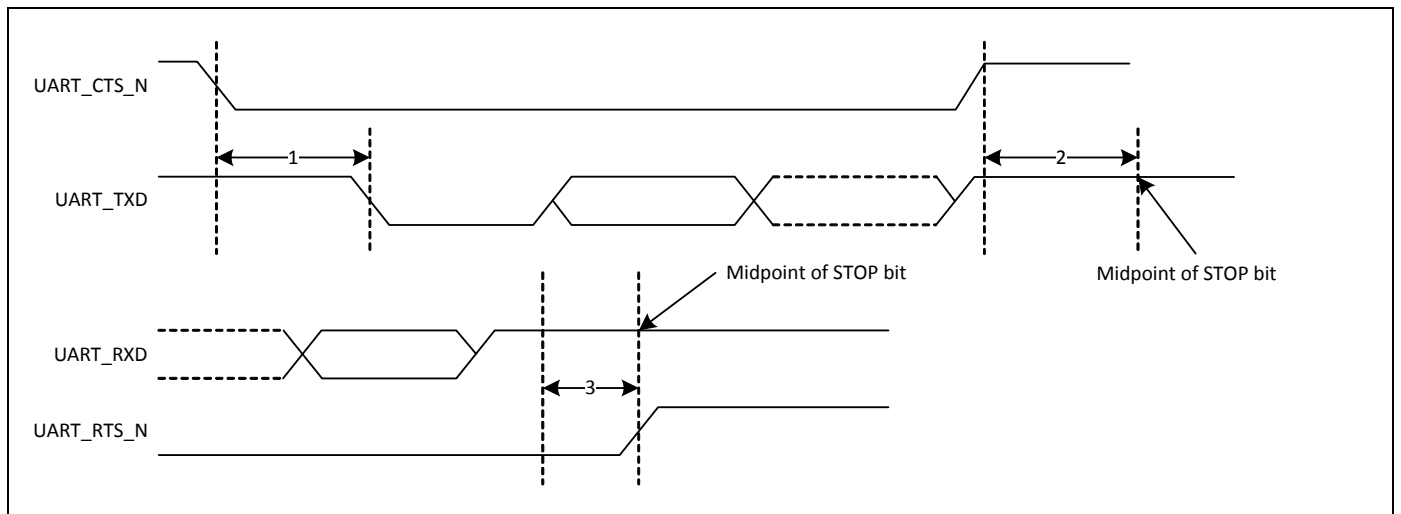 UART_CTS_N
1
2
UART_TXD
Midpoint of STOP bit
Midpoint of STOP bit
UART_RXD
3
UART_RTS_N